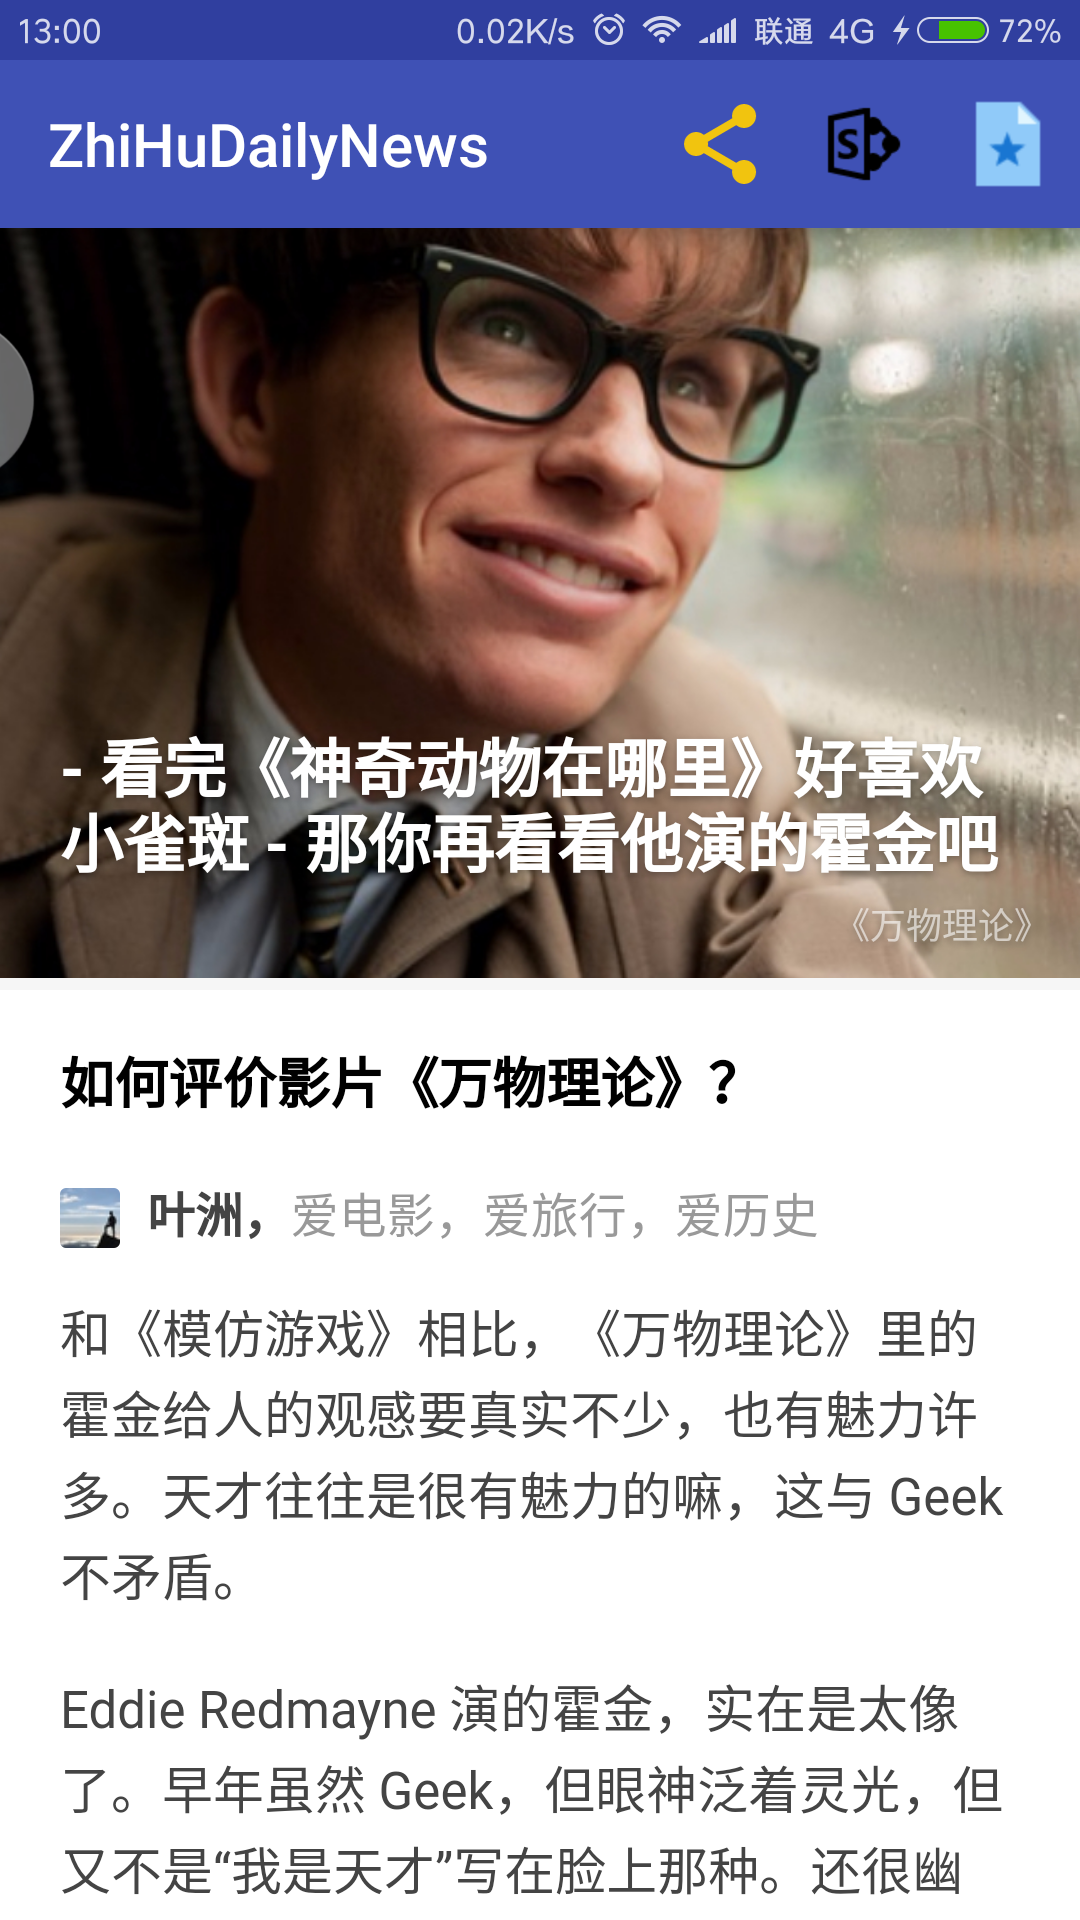 13:00 0.02K/s 联通 4G 72%
ZhiHuDailyNews
S
- 看完《神奇动物在哪里》好喜欢
小雀斑 - 那你再看看他演的霍金吧
《万物理论》
如何评价影片《万物理论》？
叶洲，爱电影，爱旅行，爱历史
和《模仿游戏》相比，《万物理论》里的
霍金给人的观感要真实不少，也有魅力许
多。天才往往是很有魅力的嘛，这与 Geek
不矛盾。
Eddie Redmayne 演的霍金，实在是太像
了。早年虽然 Geek，但眼神泛着灵光，但
又不是“我是天才”写在脸上那种。还很幽